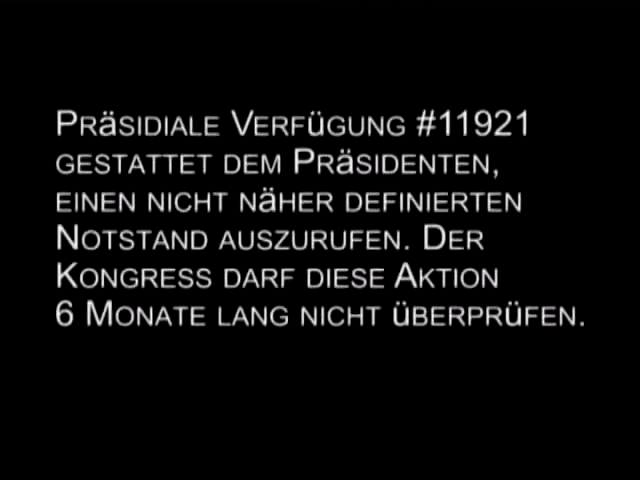 Präsidiale Verfügung #11921
gestattet dem Präsidenten,
einen nicht näher definierten
Notstand auszurufen. Der
Kongress darf diese Aktion
6 Monate lang nicht überprüfen.